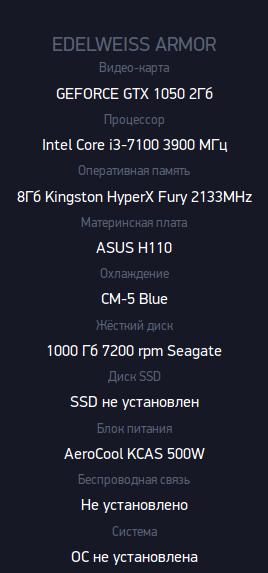 EDELWEISS ARMOR
Видео-карта
GEFORCE GTX 1050 2Гб
Процессор
Intel Core i3-7100 3900 МГц
Оперативная память
8Гб Kingston HyperX Fury 2133MHz
Материнская плата
ASUS H110
Охлаждение
CM-5 Blue
Жёсткий диск
1000 Гб 7200 rpm Seagate
Диск SSD
SSD не установлен
Блок питания
AeroCool KCAS 500W
Беспроводная связь
Не установлено
Система
ОС не установлена